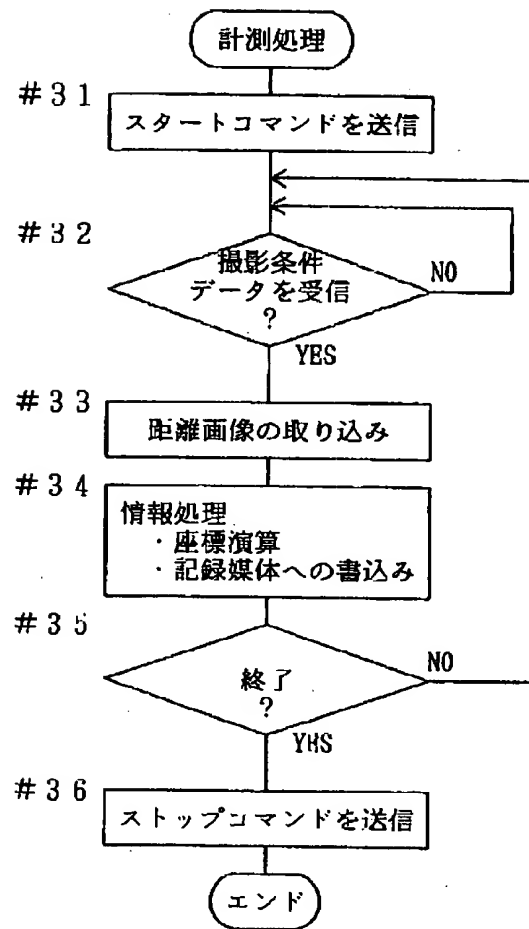 計測処理
#31
スタートコマンドを送信
#32
撮影条件
データを受信
?
NO
YES
#33
距離画像の取り込み
#34
情報処理
・座標演算
・記録媒体への書込み
#35
終了
?
NO
YES
#36
ストップコマンドを送信
エンド